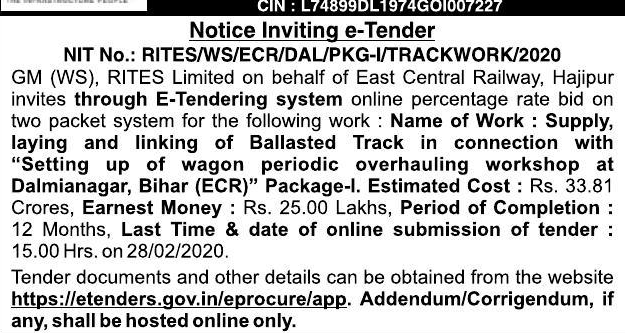 THE INFRASTRUCTURE PEOPLE
CIN : L74899DL1974GOI007227
Notice Inviting e-Tender
NIT No.: RITES/WS/ECR/DAL/PKG-I/TRACKWORK/2020
GM (WS), RITES Limited on behalf of East Central Railway, Hajipur
invites through E-Tendering system online percentage rate bid on
two packet system for the following work : Name of Work : Supply,
laying and linking of Ballasted Track in connection with
“Setting up of wagon periodic overhauling workshop at
Dalmianagar, Bihar (ECR)” Package-I. Estimated Cost : Rs. 33.81
Crores, Earnest Money : Rs. 25.00 Lakhs, Period of Completion :
12 Months, Last Time & date of online submission of tender :
15.00 Hrs. on 28/02/2020.
Tender documents and other details can be obtained from the website
https://etenders.gov.in/eprocure/app. Addendum/Corrigendum, if
any, shall be hosted online only.